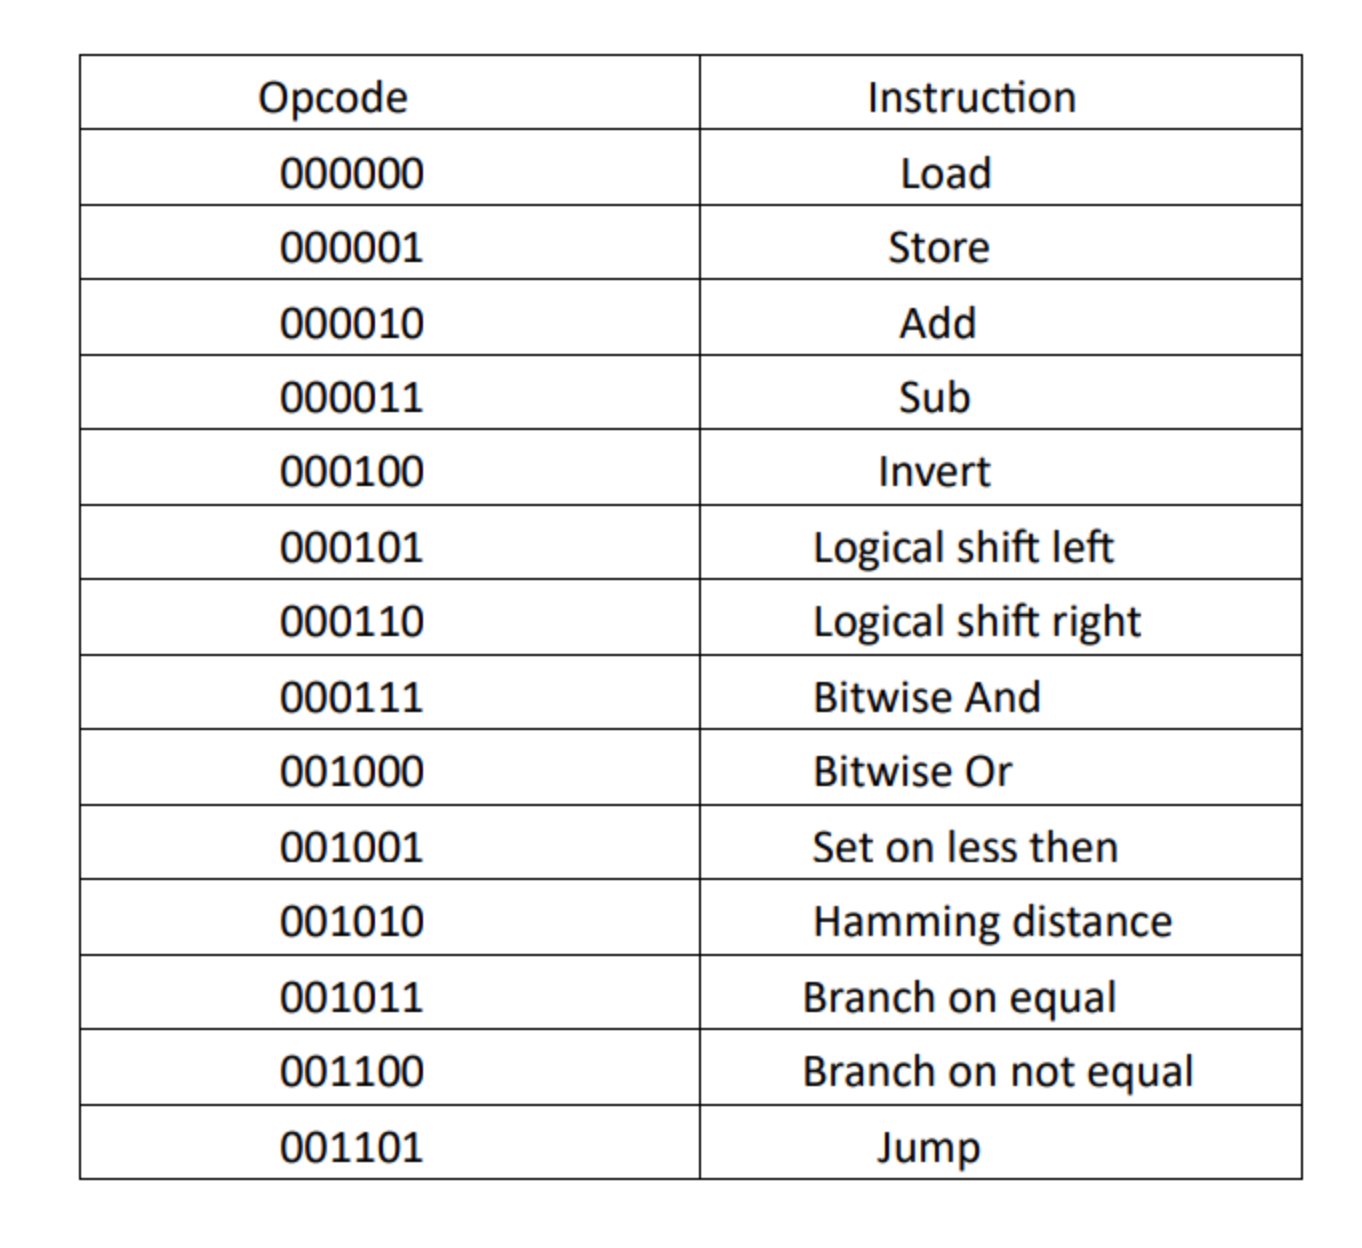 Opcode Instruction
000000 Load
000001 Store
000010 Add
000011 Sub
000100 Invert
000101 Logical shift left
000110 Logical shift right
000111 Bitwise And
001000 Bitwise Or
001001 Set on less then
001010 Hamming distance
001011 Branch on equal
001100 Branch on not equal
001101 Jump